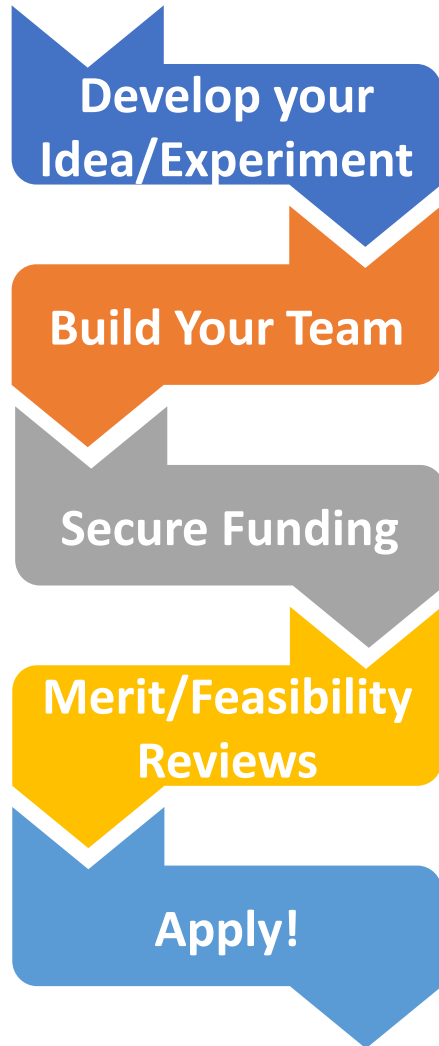 Develop your
Idea/Experiment
Build Your Team
Secure Funding
Merit/Feasibility
Reviews
Apply!